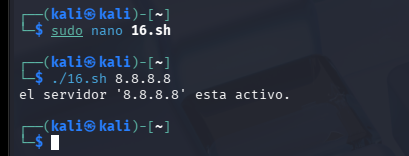 ┌──(kali㉿kali)-[~]
└─$ sudo nano 16.sh
┌──(kali㉿kali)-[~]
└─$ ./16.sh 8.8.8.8
el servidor '8.8.8.8' esta activo.
┌──(kali㉿kali)-[~]
└─$